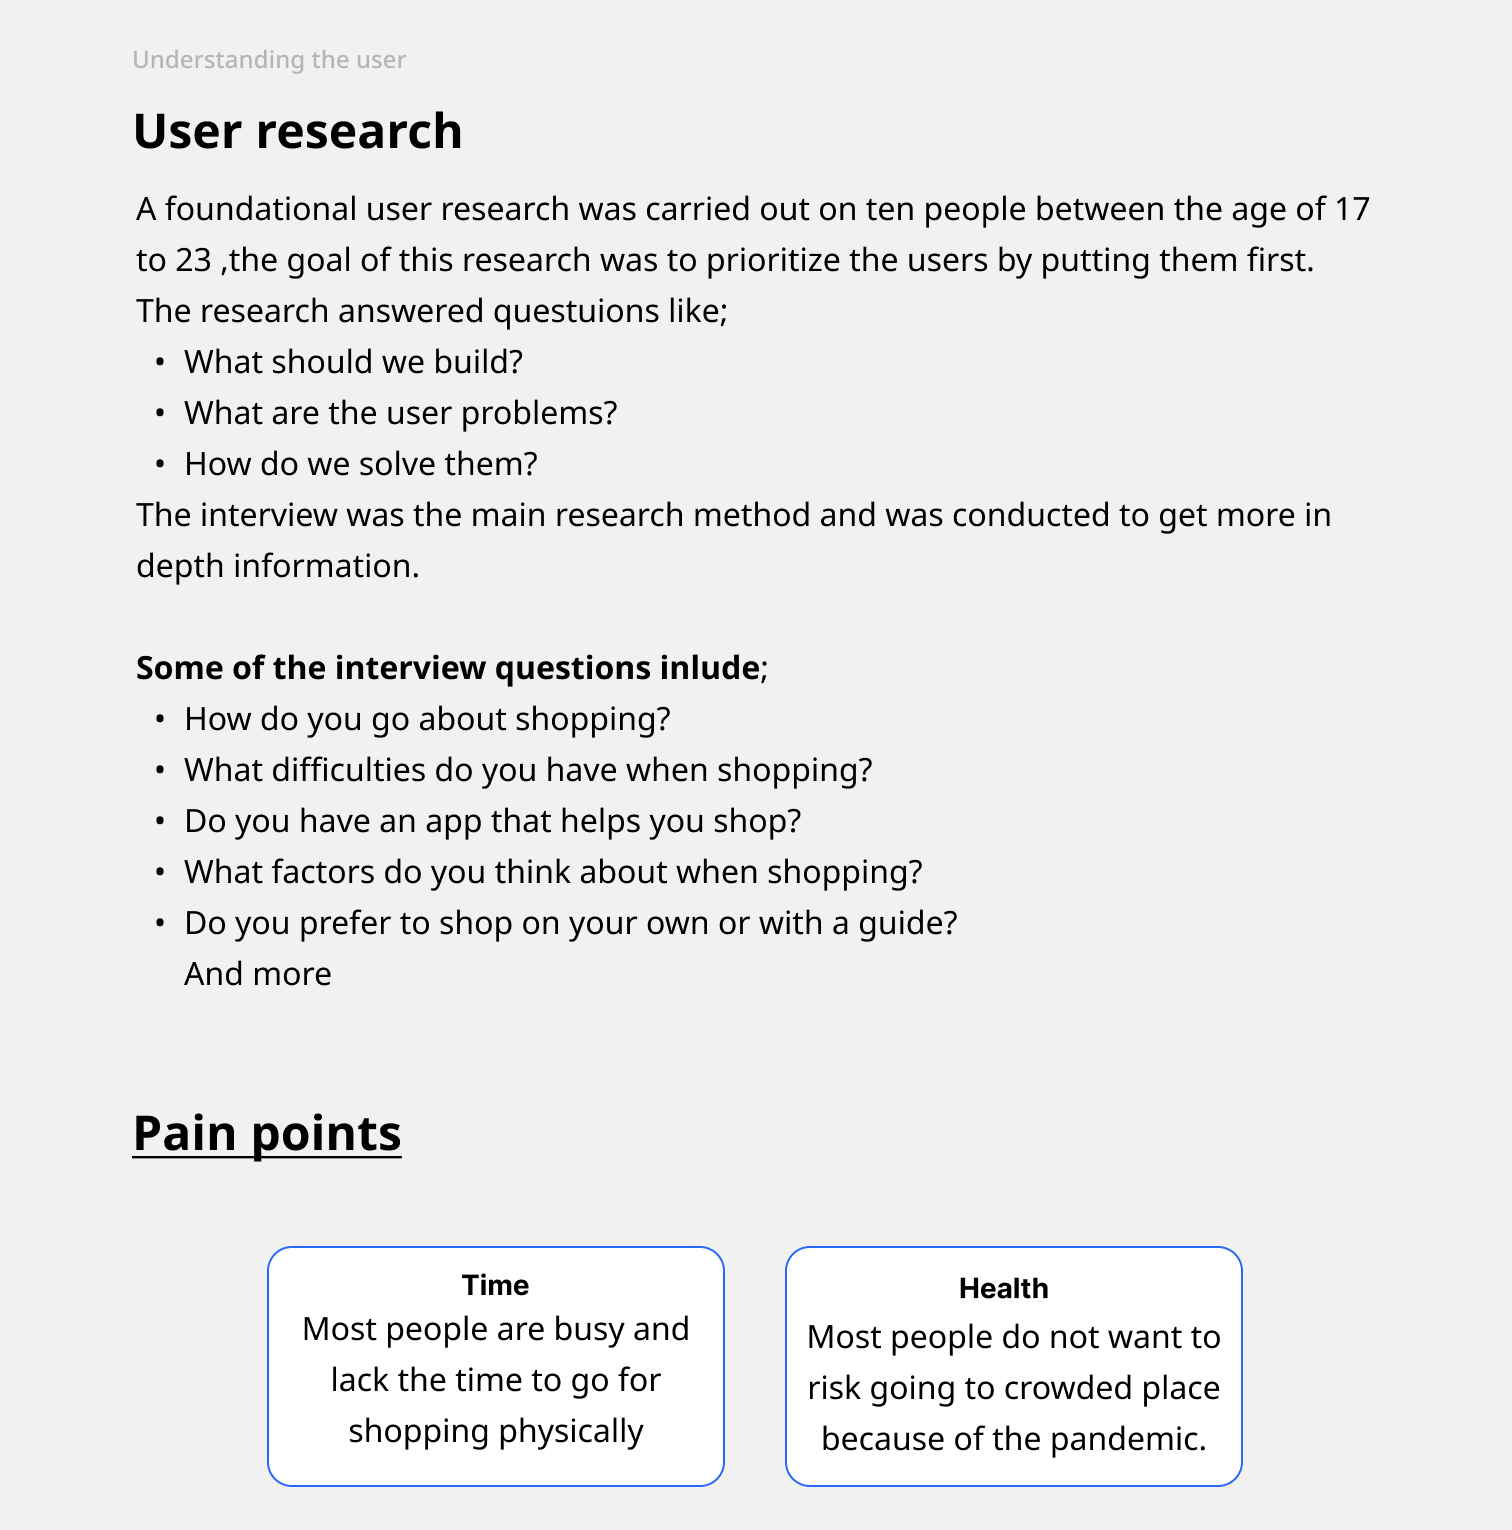 Understanding the user
User research
A foundational user research was carried out on ten people between the age of 17
to 23 ,the goal of this research was to prioritize the users by putting them first.
The research answered questuions like;
• What should we build?
• What are the user problems?
• How do we solve them?
The interview was the main research method and was conducted to get more in
depth information.
Some of the interview questions inlude;
• How do you go about shopping?
• What difficulties do you have when shopping?
• Do you have an app that helps you shop?
• What factors do you think about when shopping?
• Do you prefer to shop on your own or with a guide?
And more
Pain points
Time
Most people are busy and
lack the time to go for
shopping physically
Health
Most people do not want to
risk going to crowded place
because of the pandemic.